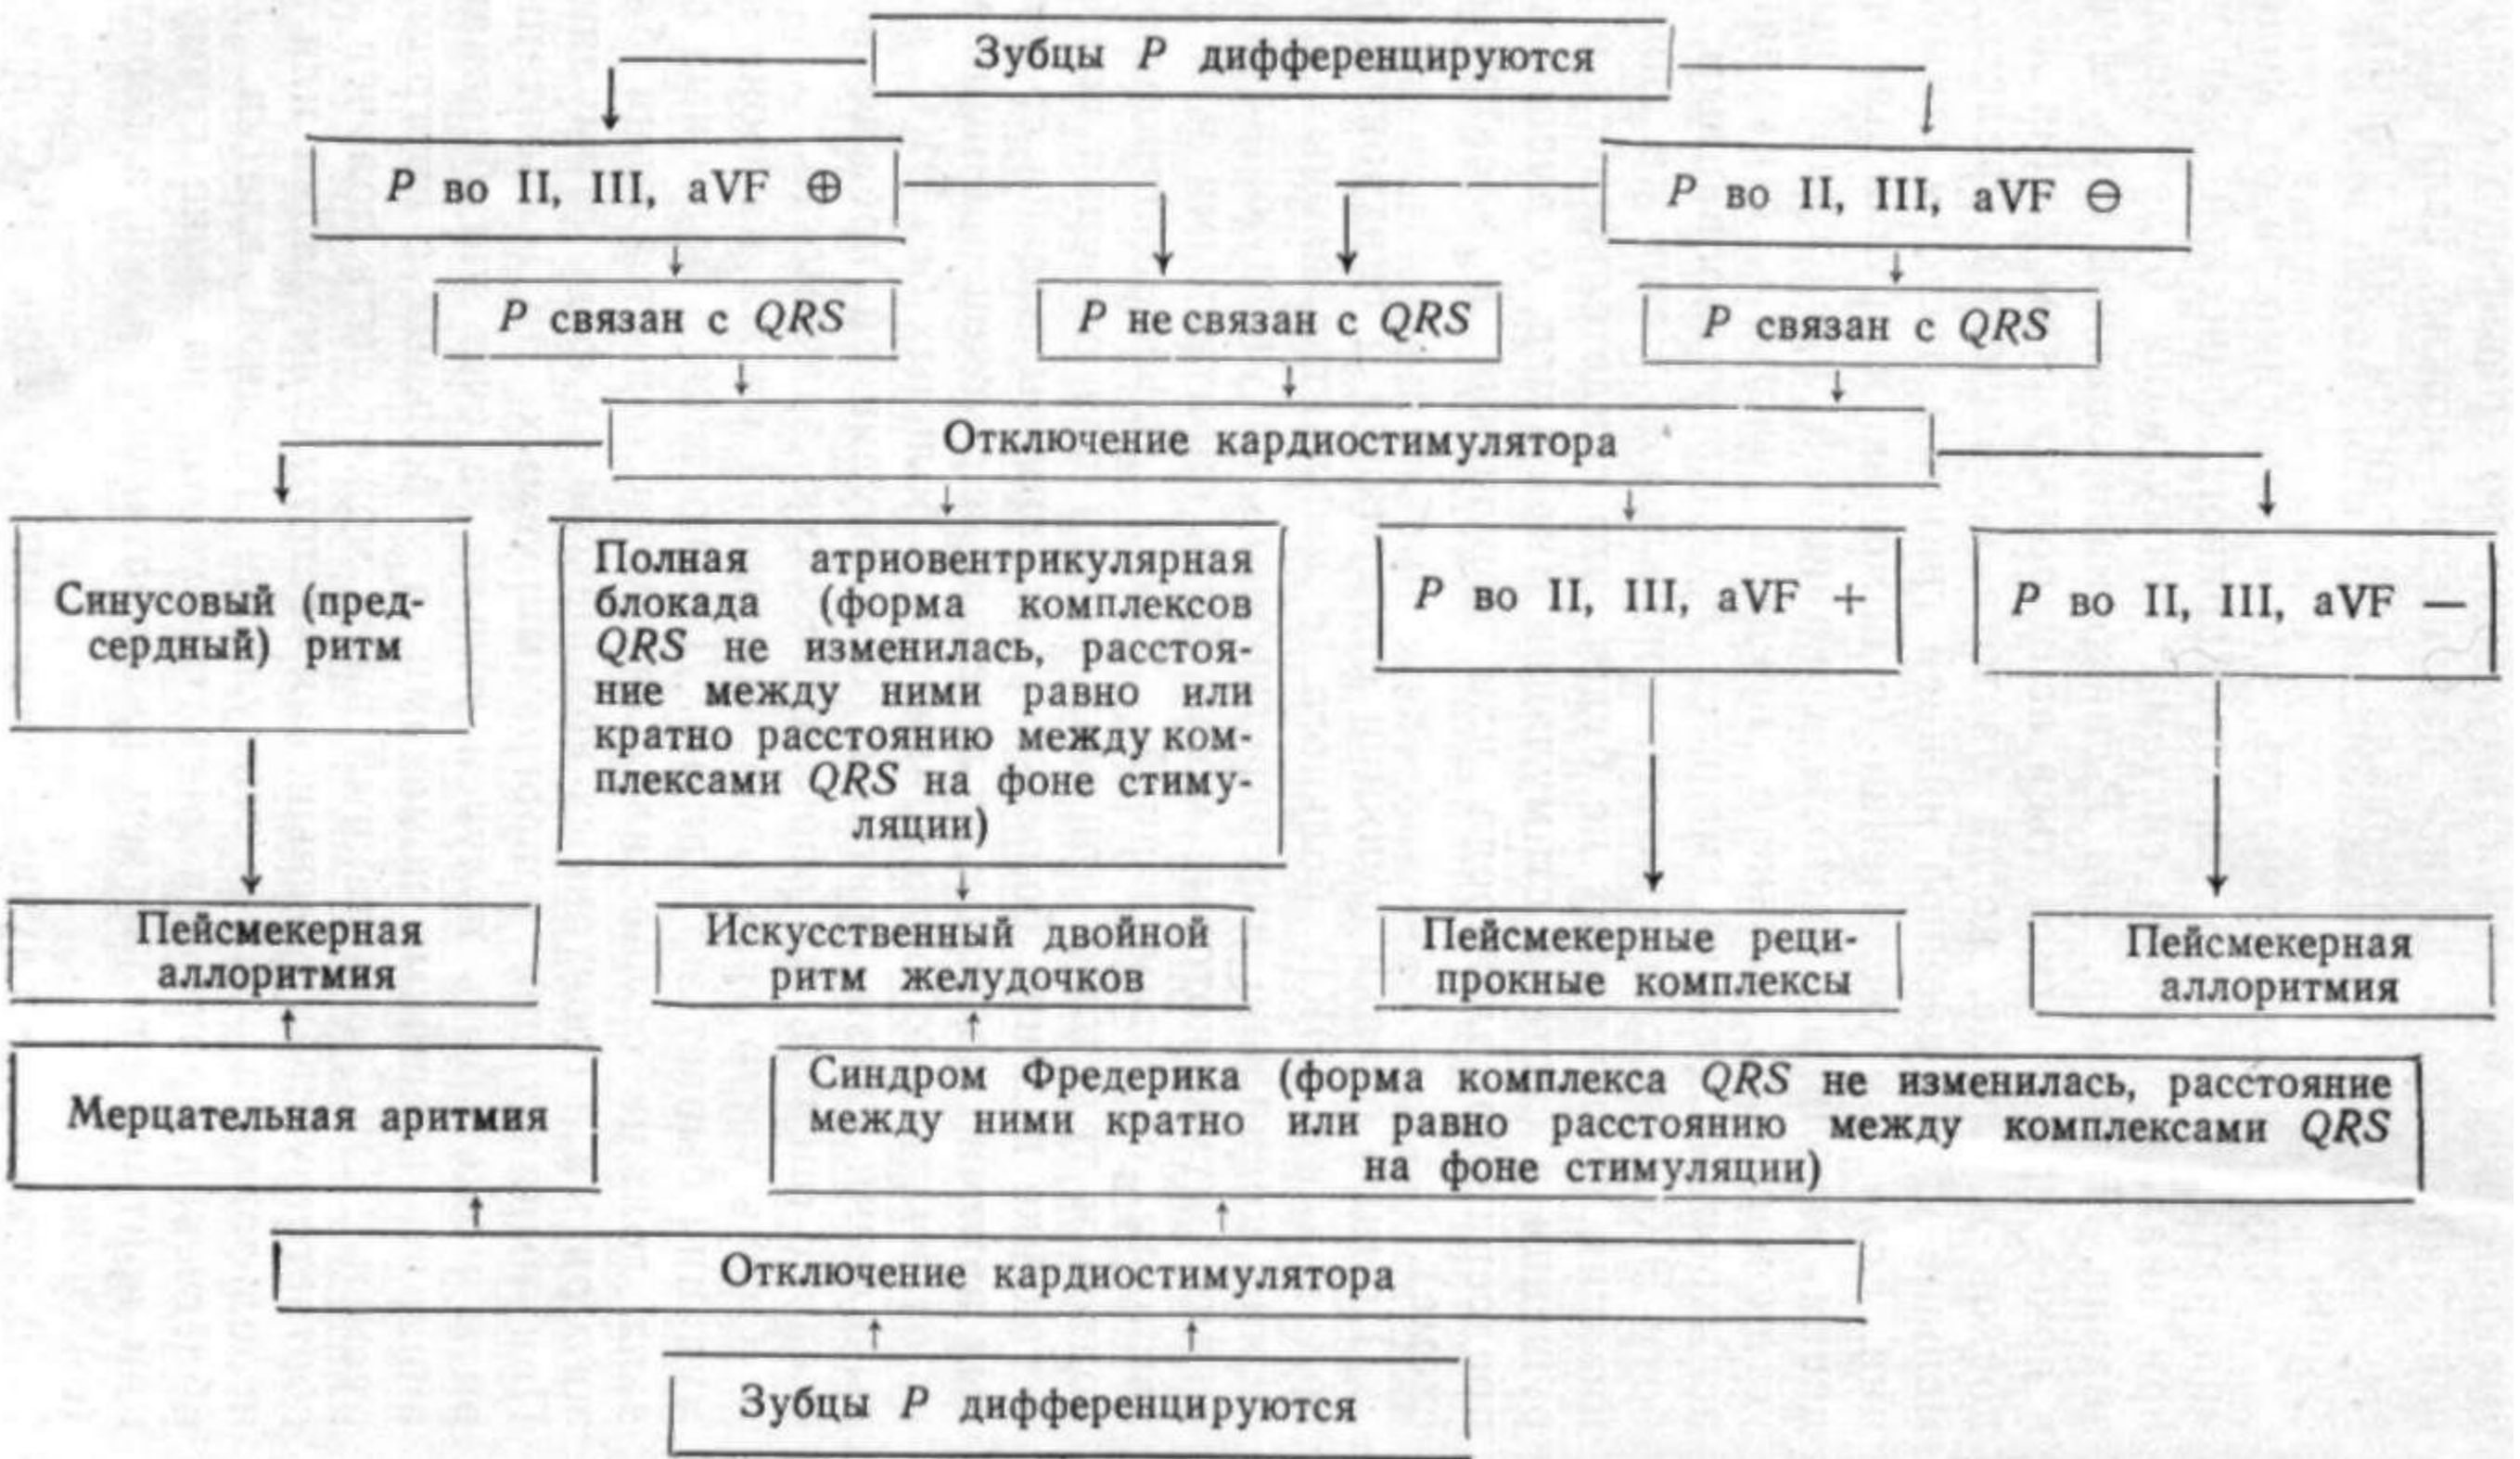 Зубцы P дифференцируются
P во II, III, aVF ⊕
P во II, III, aVF ⊖
P связан с QRS
P не связан с QRS
P связан с QRS
Отключение кардиостимулятора
Синусовый (пред-
сердный) ритм
Полная атриовентрикулярная
блокада (форма комплексов
QRS не изменилась, расстоя-
ние между ними равно или
кратно расстоянию между ком-
плексами QRS на фоне стиму-
ляции)
P во II, III, aVF +
P во II, III, aVF —
Пейсмекерная
аллоритмия
Искусственный двойной
ритм желудочков
Пейсмекерные реци-
прокные комплексы
Пейсмекерная
аллоритмия
Мерцательная аритмия
Синдром Фредерика (форма комплекса QRS не изменилась, расстояние
между ними кратно или равно расстоянию между комплексами QRS
на фоне стимуляции)
Отключение кардиостимулятора
Зубцы P дифференцируются